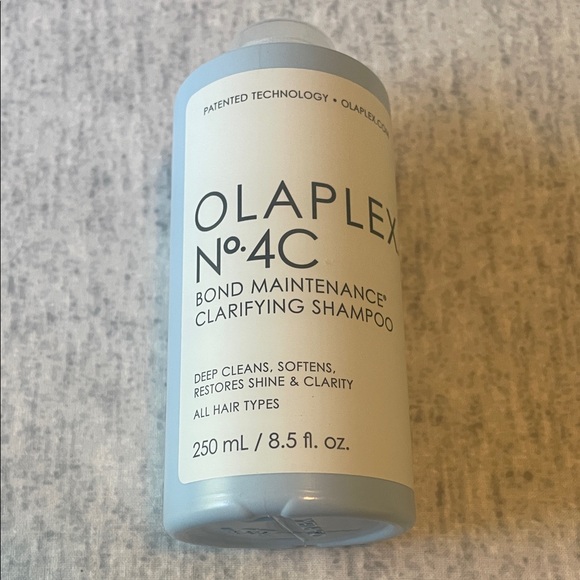 PATENTED TECHNOLOGY • OLAPLEX.CO
OLAPLEX
Nº.4C
BOND MAINTENANCE®
CLARIFYING SHAMPOO
DEEP CLEANS, SOFTENS,
RESTORES SHINE & CLARITY
ALL HAIR TYPES
250 mL / 8.5 fl. oz.